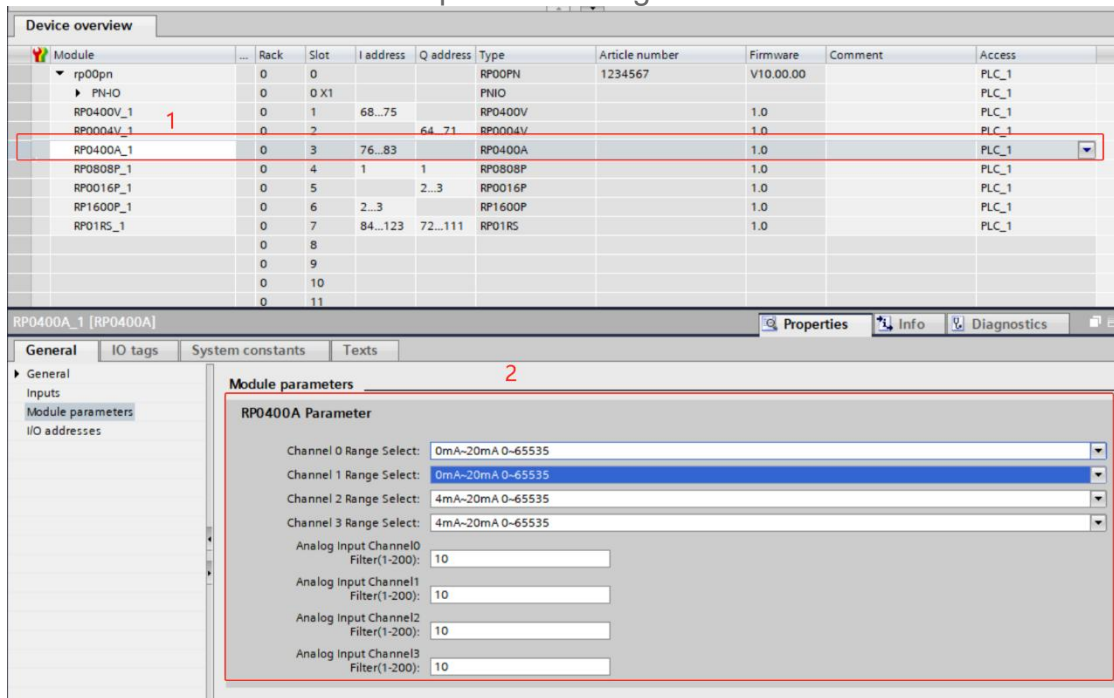 Device overview
Module ... Rack Slot I address Q address Type Article number Firmware Comment Access
rp00pn 0 0 RP00PN 1234567 V10.00.00 PLC_1
PN-IO 0 0 X1 PNIO PLC_1
RP0400V_1 0 1 68...75 RP0400V 1.0 PLC_1
1
RP0004V_1 0 2 64...71 RP0004V 1.0 PLC_1
RP0400A_1 0 3 76...83 RP0400A 1.0 PLC_1
RP0808P_1 0 4 1 1 RP0808P 1.0 PLC_1
RP0016P_1 0 5 2...3 RP0016P 1.0 PLC_1
RP1600P_1 0 6 2...3 RP1600P 1.0 PLC_1
RP01RS_1 0 7 84...123 72...111 RP01RS 1.0 PLC_1
0 8
0 9
0 10
0 11
RP0400A_1 [RP0400A] Properties Info Diagnostics
General IO tags System constants Texts
General
Inputs
Module parameters
I/O addresses
Module parameters
2
RP0400A Parameter
Channel 0 Range Select: 0mA~20mA 0~65535
Channel 1 Range Select: 0mA~20mA 0~65535
Channel 2 Range Select: 4mA~20mA 0~65535
Channel 3 Range Select: 4mA~20mA 0~65535
Analog Input Channel0
Filter(1-200): 10
Analog Input Channel1
Filter(1-200): 10
Analog Input Channel2
Filter(1-200): 10
Analog Input Channel3
Filter(1-200): 10